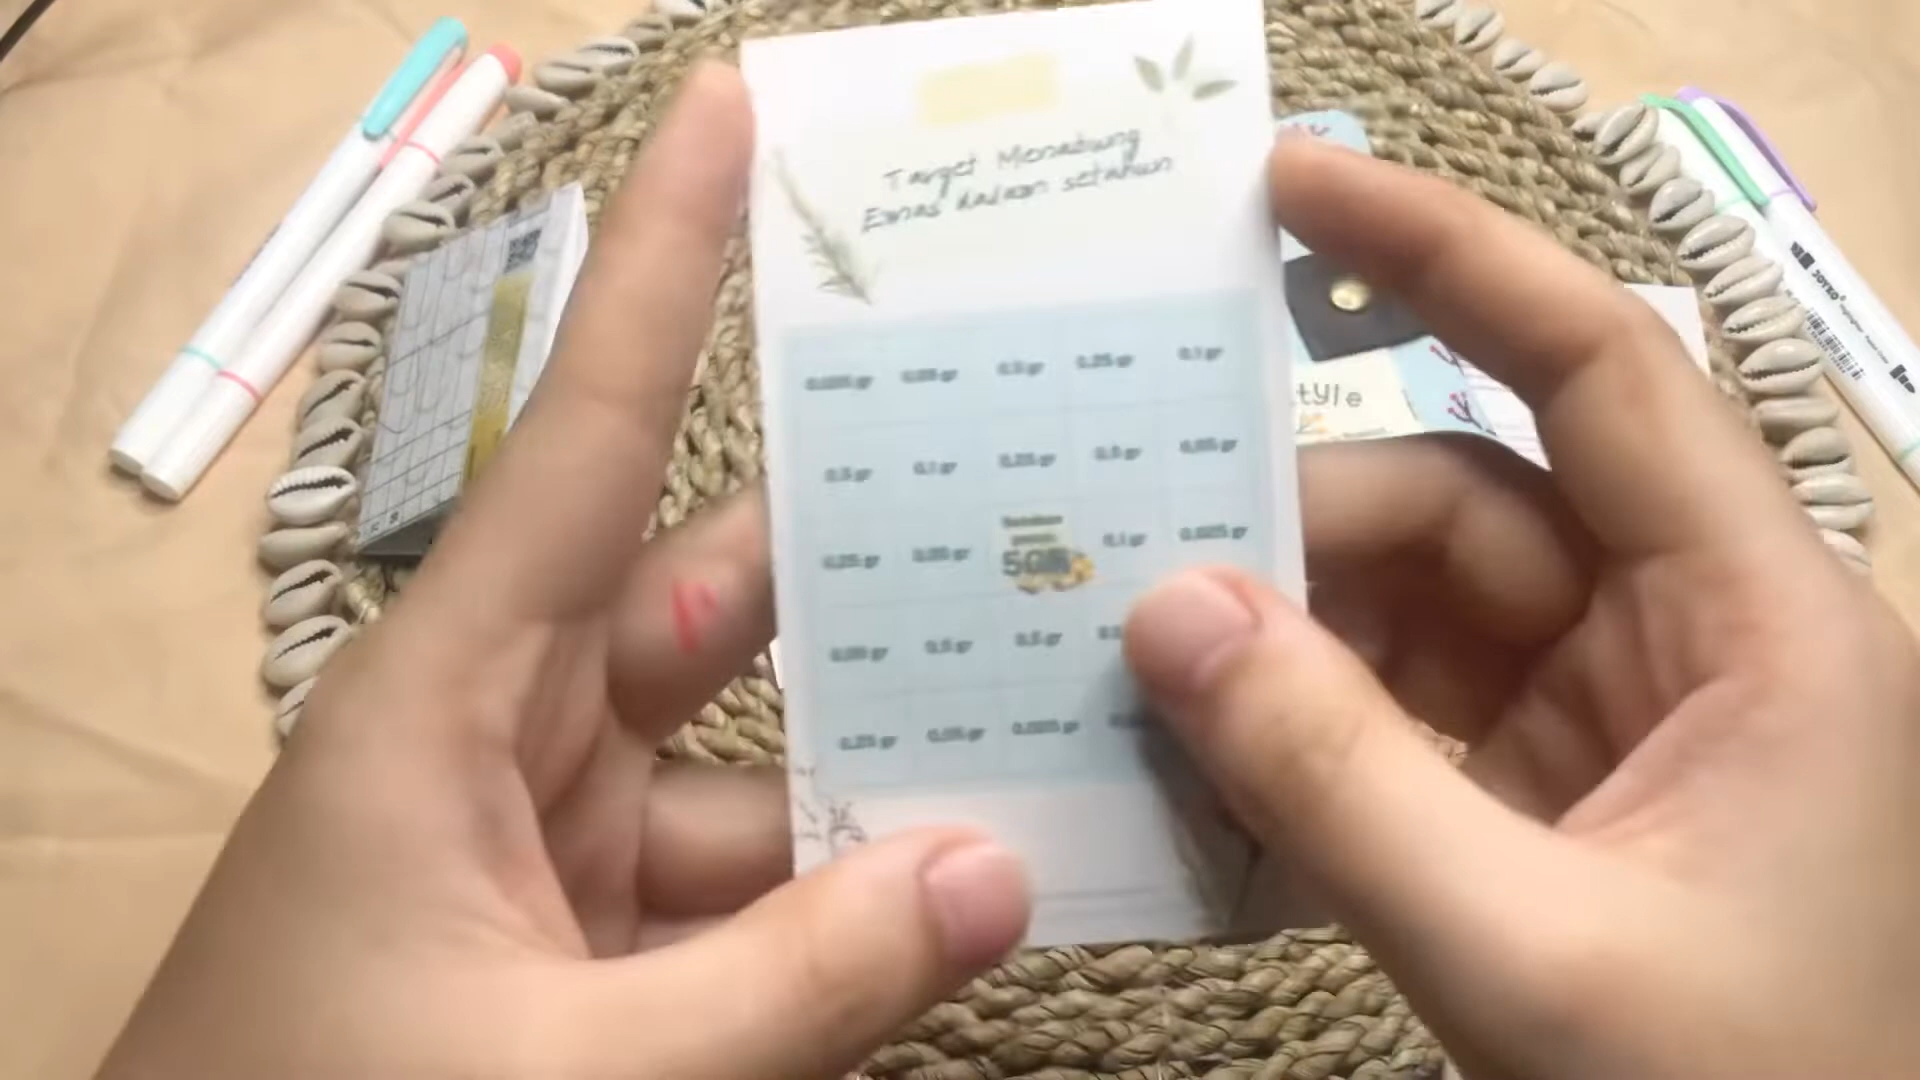 Target Menabung
Emas dalam setahun
0,025 gr 0,05 gr 0,5 gr 0,25 gr 0,1 gr
0,5 gr 0,1 gr 0,25 gr 0,5 gr 0,05 gr
0,25 gr 0,05 gr 0,1 gr 0,025 gr
0,05 gr 0,5 gr 0,5 gr
0,25 gr 0,05 gr 0,025 gr
tyle
JOYKO